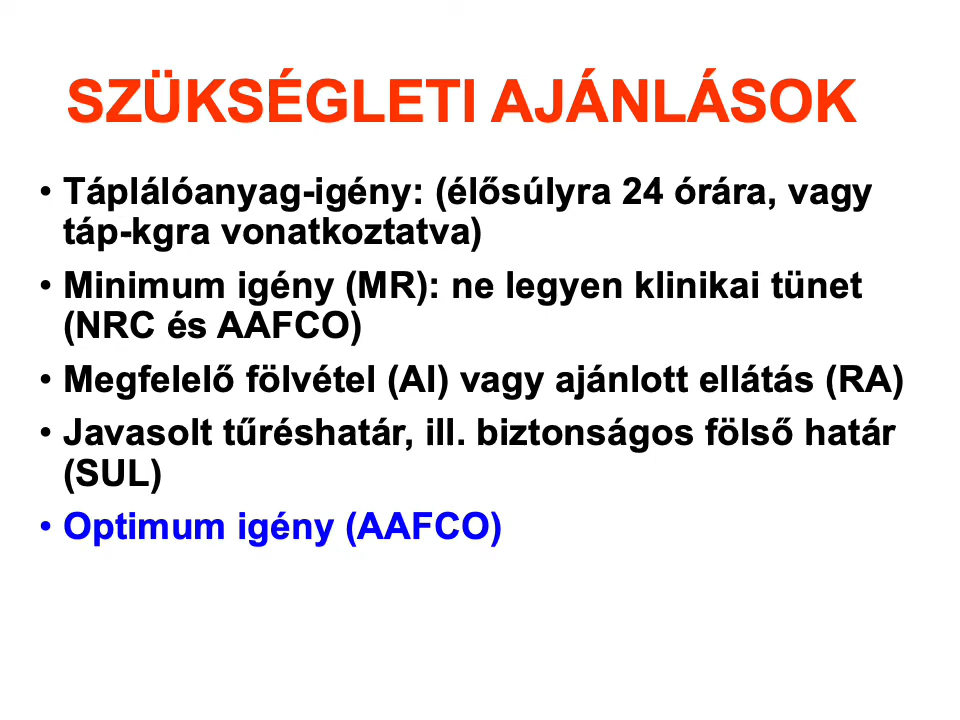 SZÜKSÉGLETI AJÁNLÁSOK
• Táplálóanyag-igény: (élősúlyra 24 órára, vagy
táp-kgra vonatkoztatva)
• Minimum igény (MR): ne legyen klinikai tünet
(NRC és AAFCO)
• Megfelelő fölvétel (AI) vagy ajánlott ellátás (RA)
• Javasolt tűréshatár, ill. biztonságos fölső határ
(SUL)
• Optimum igény (AAFCO)